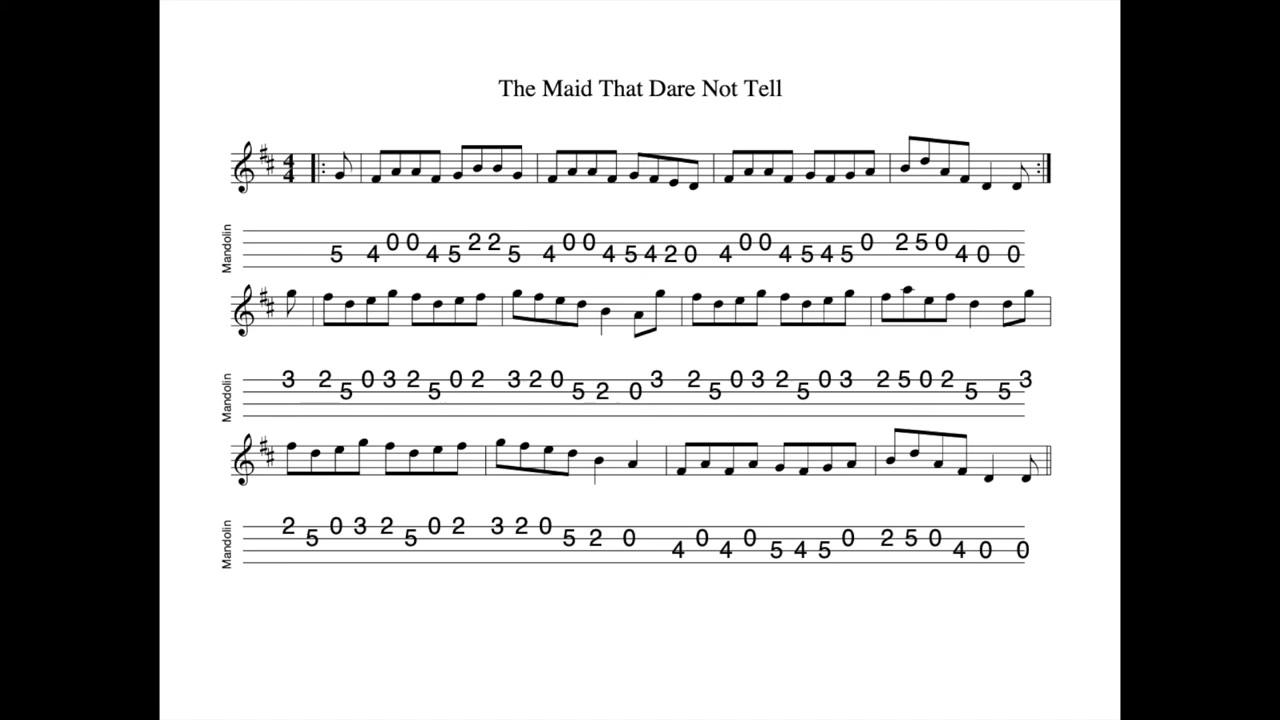 The Maid That Dare Not Tell
4
4
Mandolin
5 4 0 0 4 5 2 2 5 4 0 0 4 5 4 2 0 4 0 0 4 5 4 5 0 2 5 0 4 0 0
Mandolin
3 2 5 0 3 2 5 0 2 3 2 0 5 2 0 3 2 5 0 3 2 5 0 3 2 5 0 2 5 5 3
Mandolin
2 5 0 3 2 5 0 2 3 2 0 5 2 0 4 0 4 0 5 4 5 0 2 5 0 4 0 0